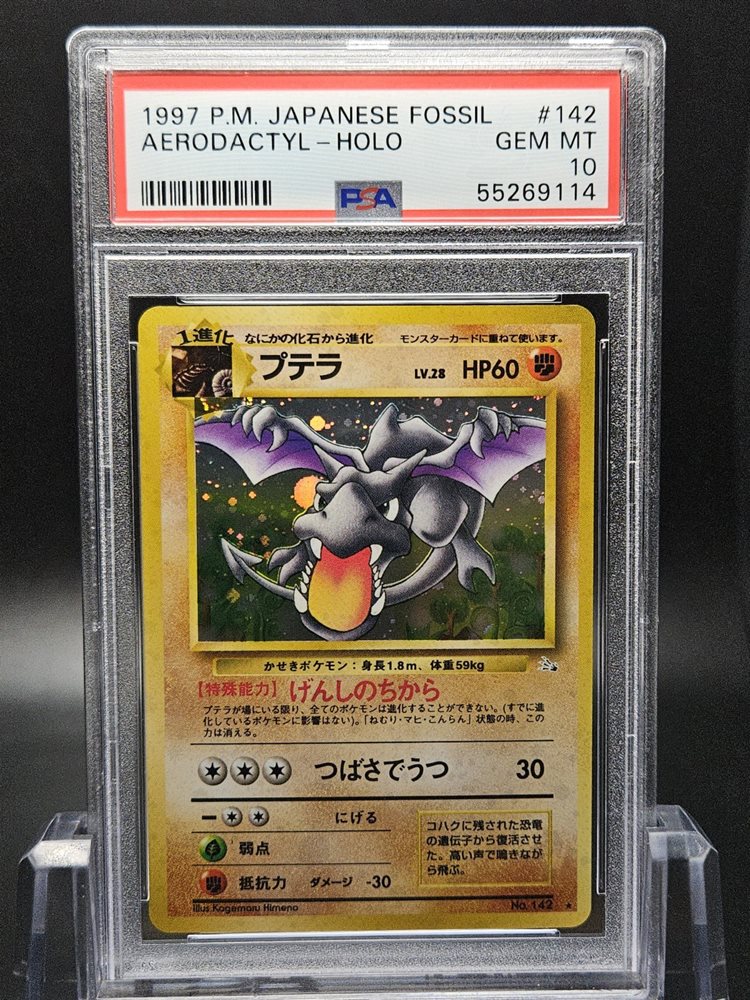 1997 P.M. JAPANESE FOSSIL #142
AERODACTYL - HOLO GEM MT
10
PSA 55269114
1進化 なにかの化石から進化 モンスターカードに重ねて使います。
プテラ LV.28 HP60
かせきポケモン：身長1.8m、体重59kg
【特殊能力】げんしのちから
プテラが場にいる限り、全てのポケモンは進化することができない。(すでに進
化しているポケモンに影響はない)。「ねむり・マヒ・こんらん」状態の時、この
力は消える。
つばさでうつ 30
ー にげる
弱点
抵抗力 ダメージ -30
コハクに残された恐竜
の遺伝子から復活させ
た。高い声で鳴きなが
ら飛ぶ。
Illus. Kagemaru Himeno No. 142 ★